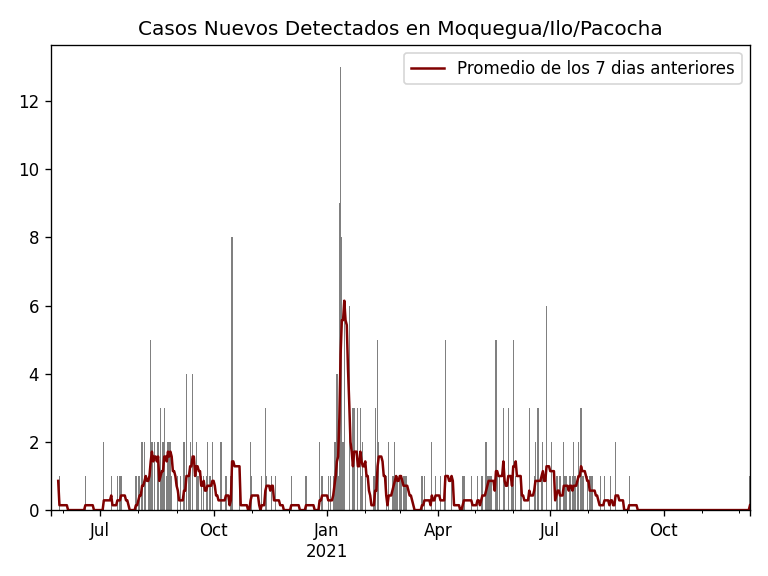 Casos Nuevos Detectados en Moquegua/Ilo/Pacocha
Promedio de los 7 dias anteriores
12
10
8
6
4
2
0
Jul
Oct
Jan
2021
Apr
Jul
Oct